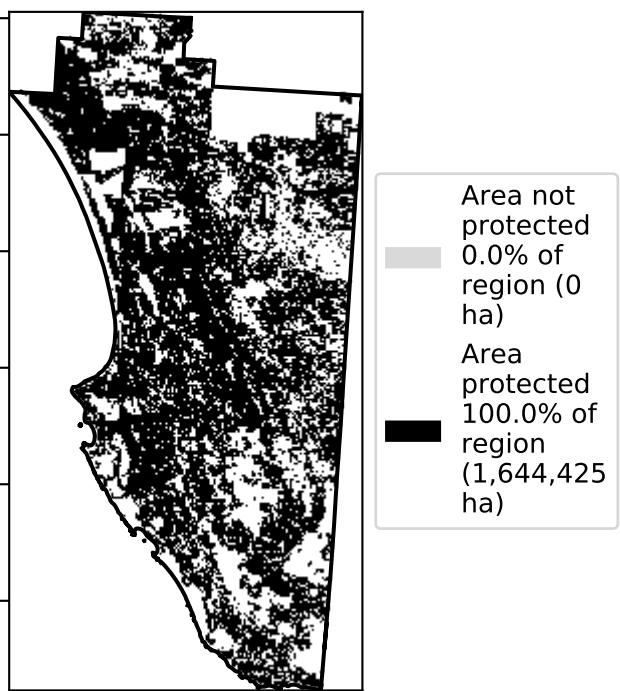 Area not
protected
0.0% of
region (0
ha)
Area
protected
100.0% of
region
(1,644,425
ha)